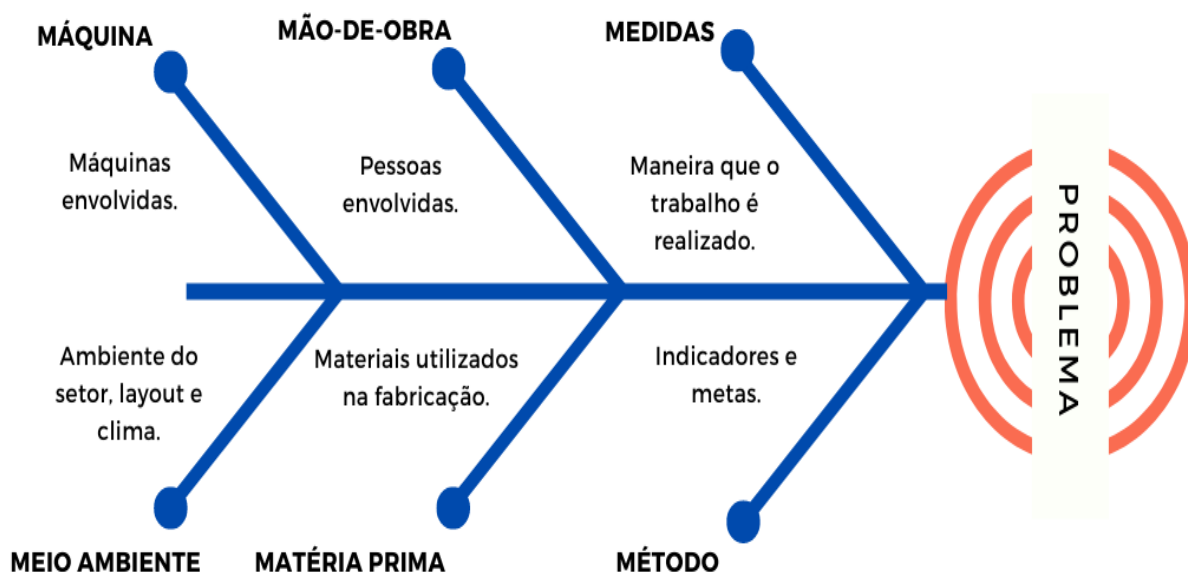 MÁQUINA
MÃO-DE-OBRA
MEDIDAS
Máquinas
envolvidas.
Pessoas
envolvidas.
Maneira que o
trabalho é
realizado.
PROBLEMA
Ambiente do
setor, layout e
clima.
Materiais utilizados
na fabricação.
Indicadores e
metas.
MEIO AMBIENTE
MATÉRIA PRIMA
MÉTODO